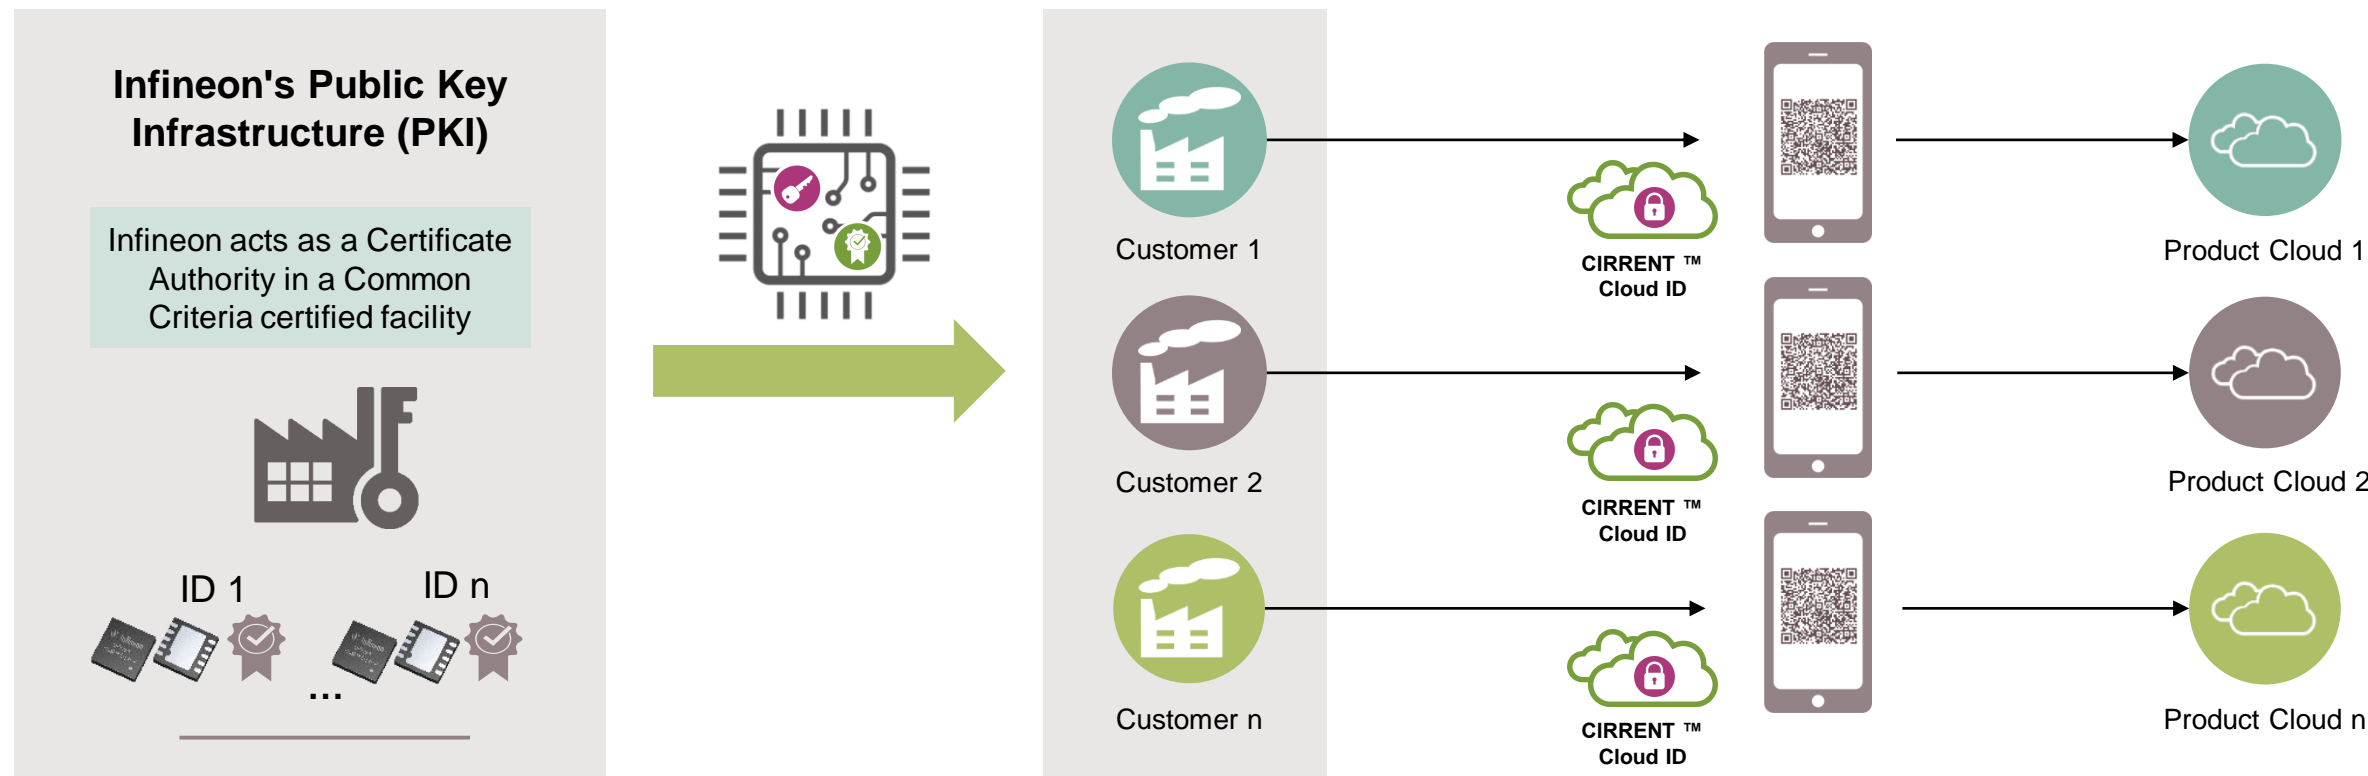 Infineon's Public Key
Infrastructure (PKI)
Infineon acts as a Certificate
Authority in a Common
Criteria certified facility
ID 1
ID n
...
Customer 1
CIRRENT ™
Cloud ID
Product Cloud 1
Customer 2
CIRRENT ™
Cloud ID
Product Cloud 2
Customer n
CIRRENT ™
Cloud ID
Product Cloud n